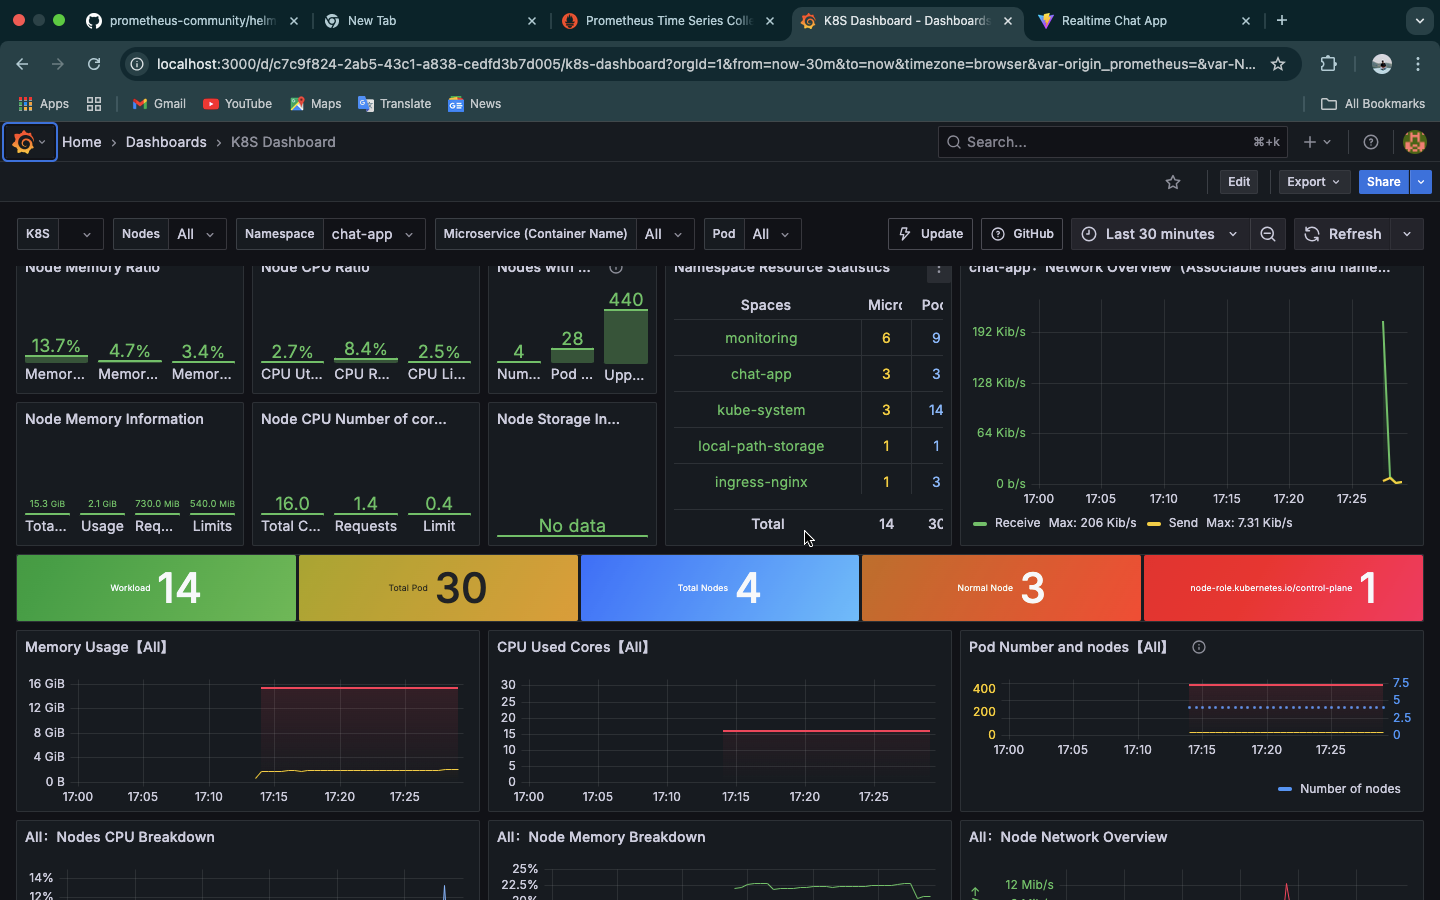 prometheus-community/helm
New Tab
Prometheus Time Series Colle
K8S Dashboard - Dashboards
Realtime Chat App
localhost:3000/d/c7c9f824-2ab5-43c1-a838-cedfd3b7d005/k8s-dashboard?orgId=1&from=now-30m&to=now&timezone=browser&var-origin_prometheus=&var-N...
Apps
Gmail
YouTube
Maps
Translate
News
All Bookmarks
Home › Dashboards › K8S Dashboard
Search...
⌘+k
Edit
Export
Share
K8S
Nodes All
Namespace chat-app
Microservice (Container Name) All
Pod All
Update
GitHub
Last 30 minutes
Refresh
Node Memory Ratio
13.7% 4.7% 3.4%
Memor... Memor... Memor...
Node CPU Ratio
2.7% 8.4% 2.5%
CPU Ut... CPU R... CPU Li...
Nodes with ...
4 28 440
Num... Pod ... Upp...
Namespace Resource Statistics
Spaces Micro Poc
monitoring 6 9
chat-app 3 3
kube-system 3 14
local-path-storage 1 1
ingress-nginx 1 3
Total 14 30
chat-app：Network Overview（Associable nodes and name...
192 Kib/s
128 Kib/s
64 Kib/s
0 b/s
17:00 17:05 17:10 17:15 17:20 17:25
Receive Max: 206 Kib/s Send Max: 7.31 Kib/s
Node Memory Information
15.3 GiB 2.1 GiB 730.0 MiB 540.0 MiB
Tota... Usage Req... Limits
Node CPU Number of cor...
16.0 1.4 0.4
Total C... Requests Limit
Node Storage In...
No data
Workload 14
Total Pod 30
Total Nodes 4
Normal Node 3
node-role.kubernetes.io/control-plane 1
Memory Usage【All】
16 GiB
12 GiB
8 GiB
4 GiB
0 B
17:00 17:05 17:10 17:15 17:20 17:25
CPU Used Cores【All】
30
25
20
15
10
5
0
17:00 17:05 17:10 17:15 17:20 17:25
Pod Number and nodes【All】
400
200
0
7.5
5
2.5
0
17:00 17:05 17:10 17:15 17:20 17:25
Number of nodes
All：Nodes CPU Breakdown
14%
12%
All：Node Memory Breakdown
25%
22.5%
20%
All：Node Network Overview
12 Mib/s